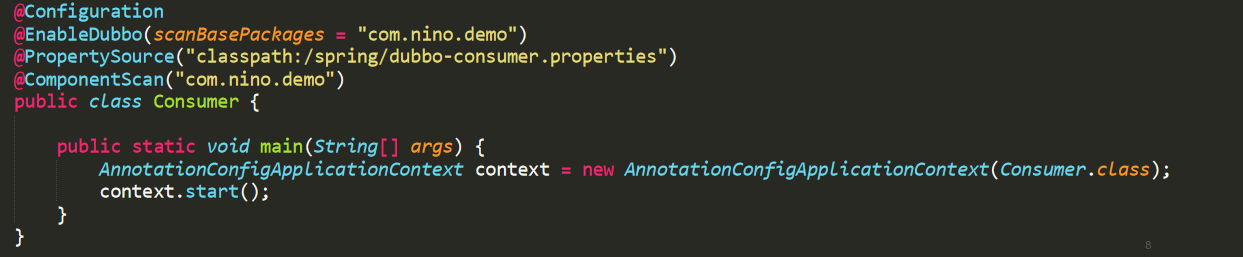 @Configuration
@EnableDubbo(scanBasePackages = "com.nino.demo")
@PropertySource("classpath:/spring/dubbo-consumer.properties")
@ComponentScan("com.nino.demo")
public class Consumer {
    public static void main(String[] args) {
        AnnotationConfigApplicationContext context = new AnnotationConfigApplicationContext(Consumer.class);
        context.start();
    }
}
8